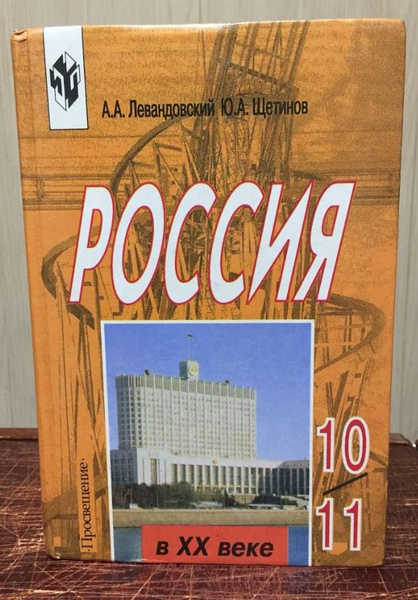 А.А. Левандовский Ю.А. Щетинов
РОССИЯ
10/11
в XX веке
·Просвещение·